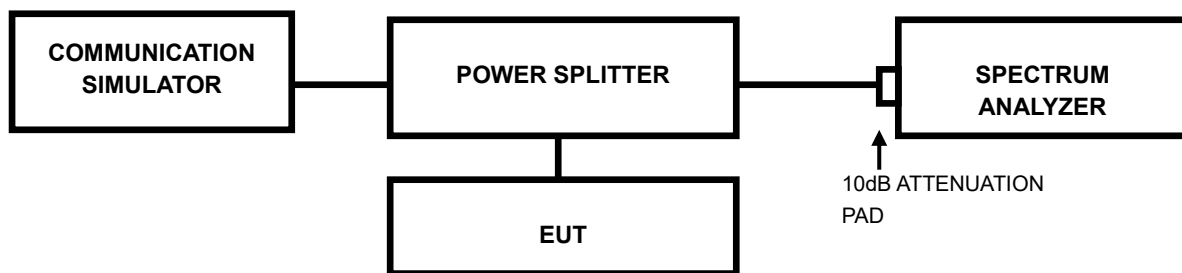 COMMUNICATION
SIMULATOR
POWER SPLITTER
SPECTRUM
ANALYZER
10dB ATTENUATION
PAD
EUT